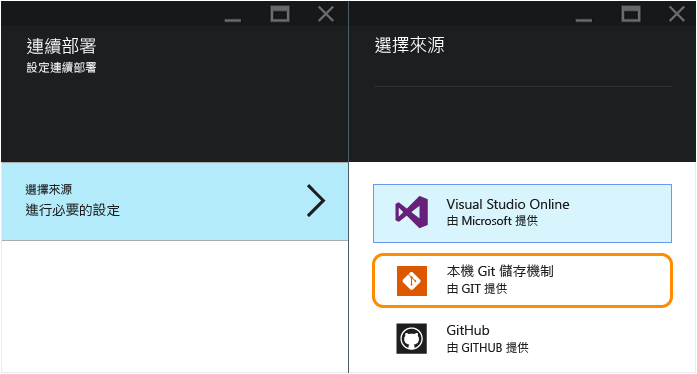 連續部署
設定連續部署
選擇來源
進行必要的設定
選擇來源
Visual Studio Online
由 Microsoft 提供
本機 Git 儲存機制
由 GIT 提供
GitHub
由 GITHUB 提供